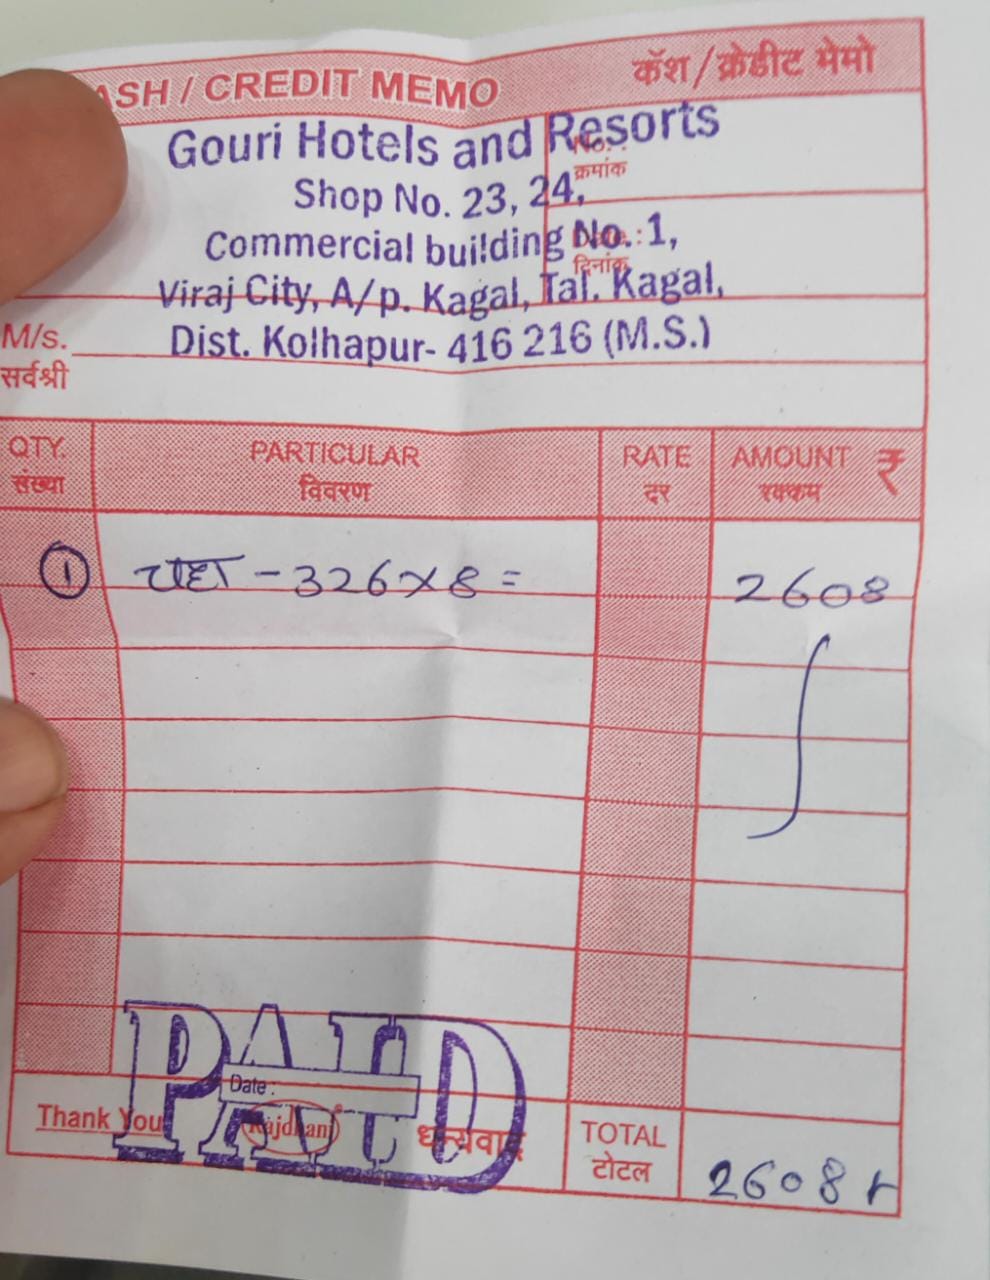 ASH / CREDIT MEMO कॅश / क्रेडीट मेमो
Gouri Hotels and Resorts
No. :
क्रमांक
Shop No. 23, 24,
Commercial building No. 1,
Date :
दिनांक
Viraj City, A/p. Kagal, Tal. Kagal,
M/s.
Dist. Kolhapur- 416 216 (M.S.)
सर्वश्री
QTY. PARTICULAR RATE AMOUNT ₹
संख्या विवरण दर रक्कम
1 चहा - 326 x 8 = 2608
PAID
Date :
Thank You Rajdhani धन्यवाद TOTAL
टोटल 2608